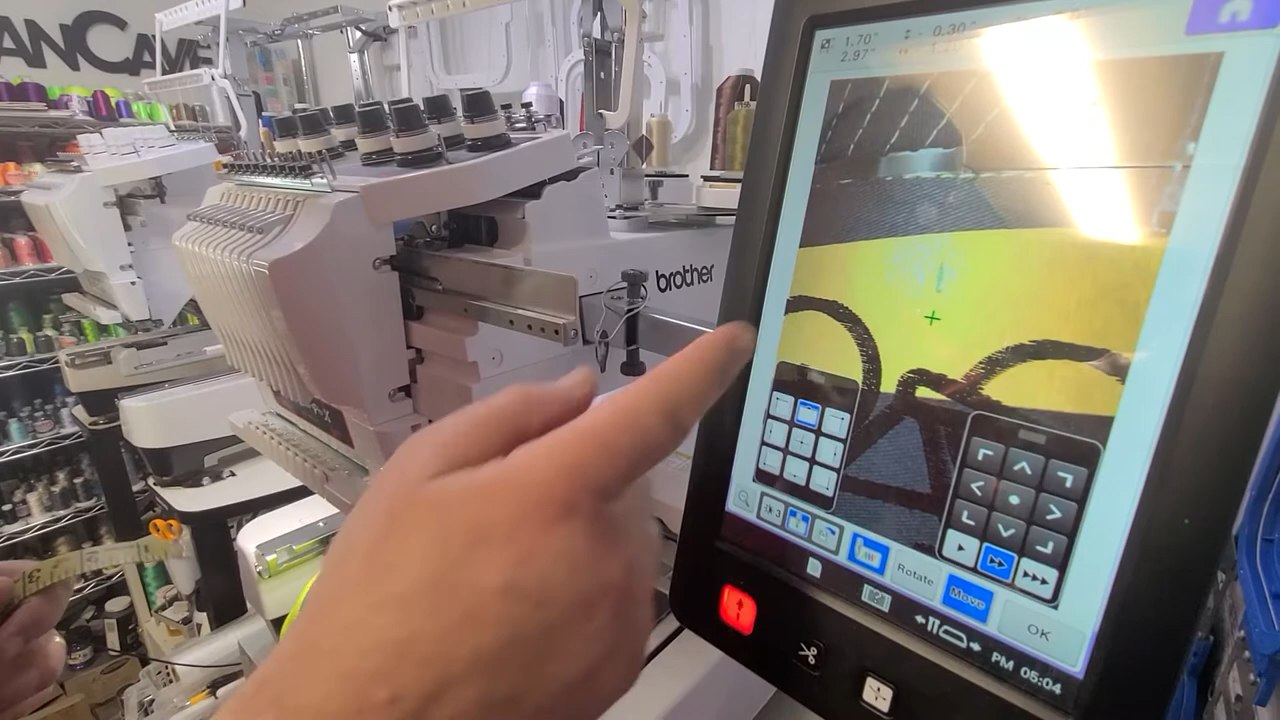 ANCAVE
brother
1.70"
0.30"
2.97"
Rotate
Move
OK
PM 05:04